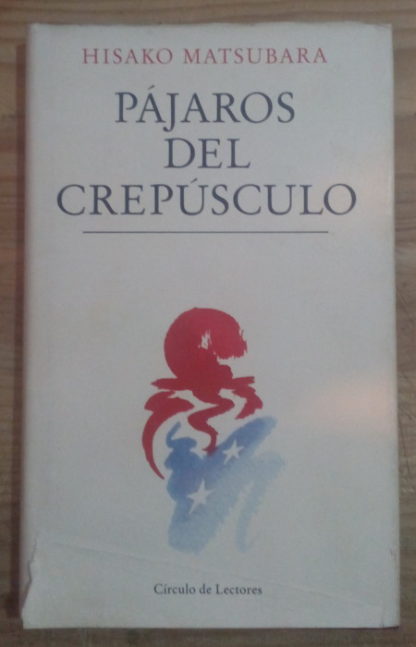 HISAKO MATSUBARA
PÁJAROS
DEL
CREPÚSCULO
Círculo de Lectores